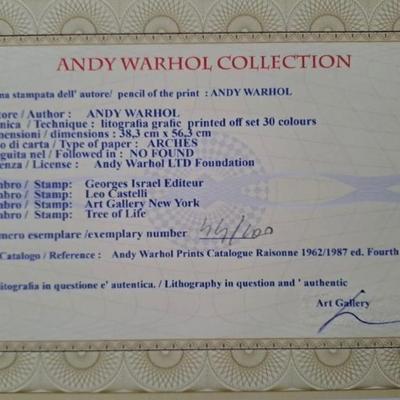 ANDY WARHOL COLLECTION
ma stampata dell' autore/ pencil of the print : ANDY WARHOL
tore / Author : ANDY WARHOL
nica / Technique : litografia grafic printed off set 30 colours
mensioni / dimensions : 38,3 cm x 56,3 cm
o di carta / Type of paper : ARCHES
guita nel / Followed in : NO FOUND
enza / License : Andy Warhol LTD Foundation
mbro / Stamp: Georges Israel Editeur
mbro / Stamp: Leo Castelli
mbro / Stamp: Art Gallery New York
mbro / Stamp: Tree of Life
mero esemplare /exemplary number 44/100
Catalogo / Reference : Andy Warhol Prints Catalogue Raisonne 1962/1987 ed. Fourth
itografia in questione e' autentica. / Lithography in question and ' authentic
Art Gallery